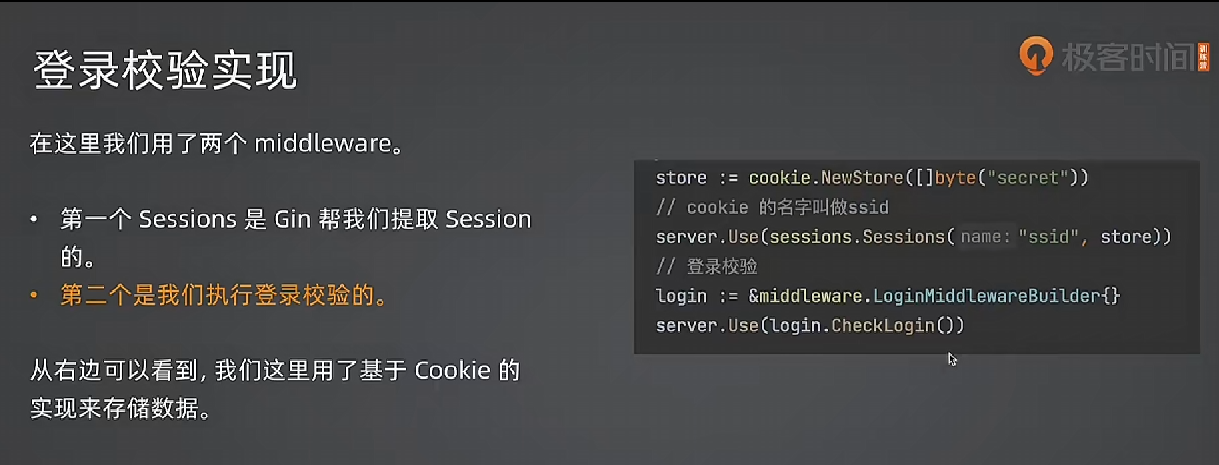 登录校验实现
极客时间
在这里我们用了两个 middleware。
• 第一个 Sessions 是 Gin 帮我们提取 Session
的。
• 第二个是我们执行登录校验的。
从右边可以看到, 我们这里用了基于 Cookie 的
实现来存储数据。
store := cookie.NewStore([]byte("secret"))
// cookie 的名字叫做ssid
server.Use(sessions.Sessions( name: "ssid", store))
// 登录校验
login := &middleware.LoginMiddlewareBuilder{}
server.Use(login.CheckLogin())